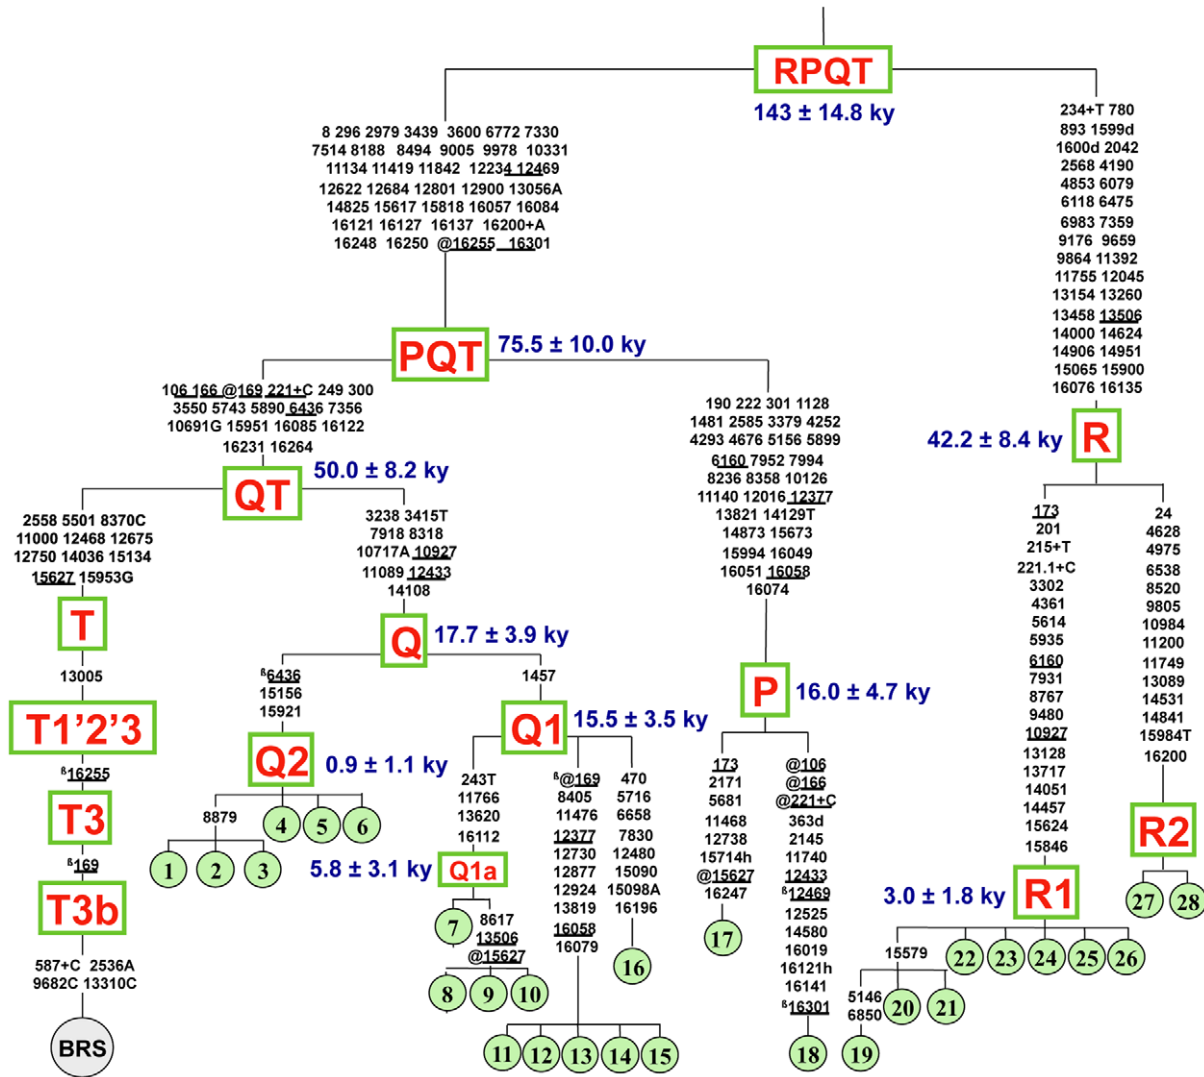 RPQT
143 ± 14.8 ky
8 296 2979 3439 3600 6772 7330
7514 8188 8494 9005 9978 10331
11134 11419 11842 12234 12469
12622 12684 12801 12900 13056A
14825 15617 15818 16057 16084
16121 16127 16137 16200+A
16248 16250 @16255 16301
234+T 780
893 1599d
1600d 2042
2568 4190
4853 6079
6118 6475
6983 7359
9176 9659
9864 11392
11755 12045
13154 13260
13458 13506
14000 14624
14906 14951
15065 15900
16076 16135
PQT
75.5 ± 10.0 ky
106 166 @169 221+C 249 300
3550 5743 5890 6436 7356
10691G 15951 16085 16122
16231 16264
190 222 301 1128
1481 2585 3379 4252
4293 4676 5156 5899
6160 7952 7994
8236 8358 10126
11140 12016 12377
13821 14129T
14873 15673
15994 16049
16051 16058
16074
R
42.2 ± 8.4 ky
QT
50.0 ± 8.2 ky
2558 5501 8370C
11000 12468 12675
12750 14036 15134
15627 15953G
3238 3415T
7918 8318
10717A 10927
11089 12433
14108
173
201
215+T
221.1+C
3302
4361
5614
5935
6160
7931
8767
9480
10927
13128
13717
14051
14457
15624
15846
24
4628
4975
6538
8520
9805
10984
11200
11749
13089
14531
14841
15984T
16200
T
13005
T1'2'3
ß16255
T3
ß169
T3b
587+C 2536A
9682C 13310C
BRS
Q
17.7 ± 3.9 ky
ß6436
15156
15921
1457
Q2
0.9 ± 1.1 ky
8879
1
2
3
4
5
6
Q1
15.5 ± 3.5 ky
243T
11766
13620
16112
Q1a
5.8 ± 3.1 ky
7
8617
13506
@15627
8
9
10
ß@169
8405
11476
12377
12730
12877
12924
13819
16058
16079
11
12
13
14
15
470
5716
6658
7830
12480
15090
15098A
16196
16
P
16.0 ± 4.7 ky
173
2171
5681
11468
12738
15714h
@15627
16247
17
@106
@166
@221+C
363d
2145
11740
12433
ß12469
12525
14580
16019
16121h
16141
ß16301
18
R1
3.0 ± 1.8 ky
15579
5146
6850
19
20
21
22
23
24
25
26
R2
27
28